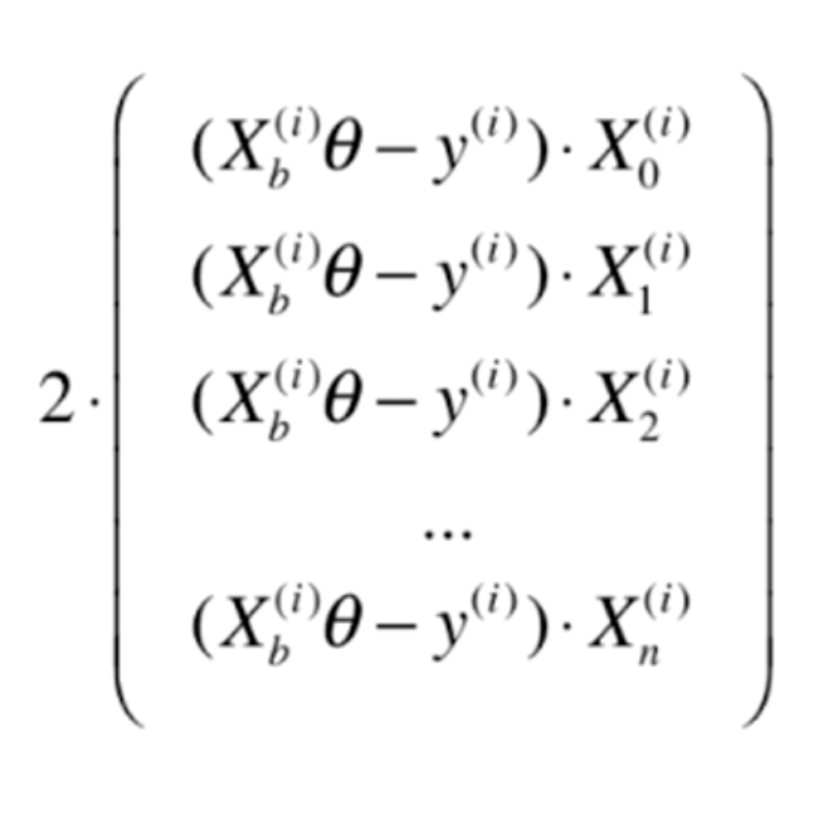 (X_b^{(i)}θ − y^{(i)}) · X_0^{(i)}
(X_b^{(i)}θ − y^{(i)}) · X_1^{(i)}
2 · (X_b^{(i)}θ − y^{(i)}) · X_2^{(i)}
...
(X_b^{(i)}θ − y^{(i)}) · X_n^{(i)}